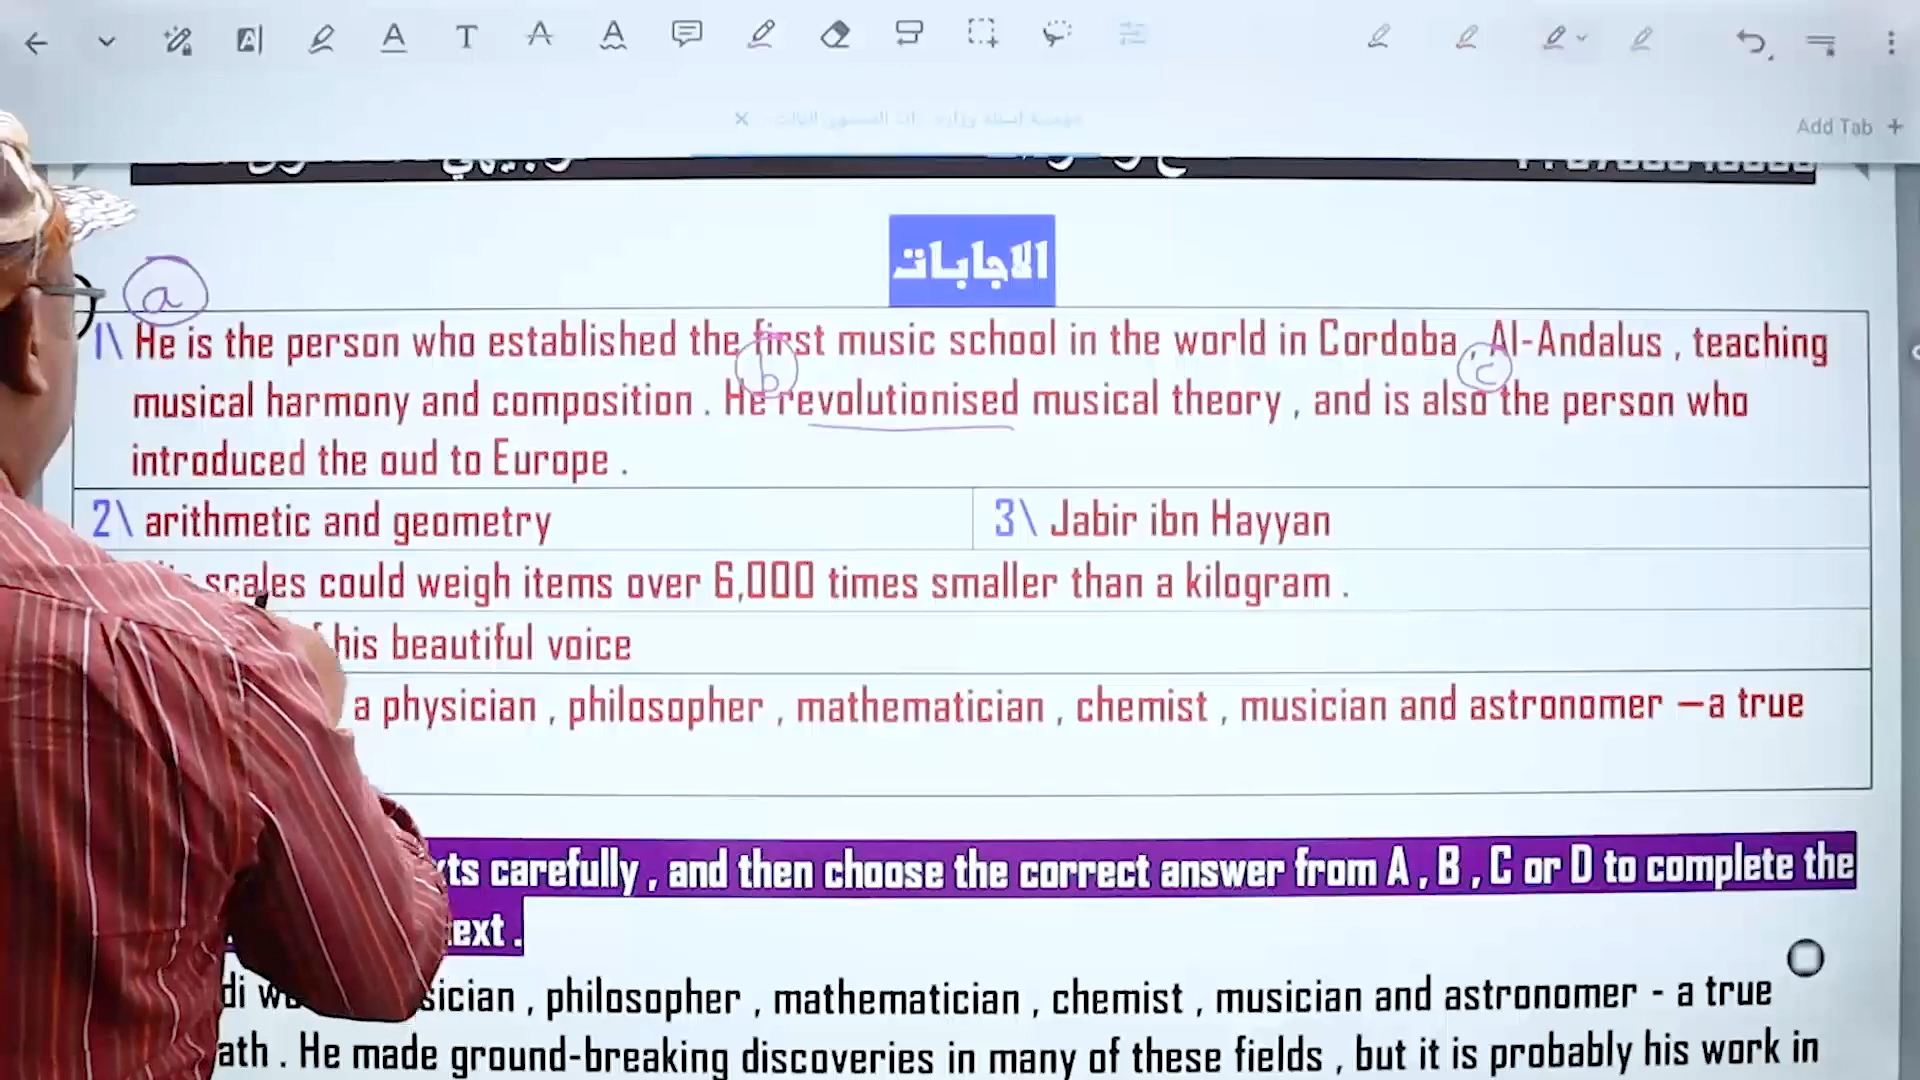 Add Tab +
الاجابات
a
1\ He is the person who established the first music school in the world in Cordoba , Al-Andalus , teaching
b
c
musical harmony and composition . He revolutionised musical theory , and is also the person who
introduced the oud to Europe .
2\ arithmetic and geometry
3\ Jabir ibn Hayyan
scales could weigh items over 6,000 times smaller than a kilogram .
his beautiful voice
a physician , philosopher , mathematician , chemist , musician and astronomer —a true
carefully , and then choose the correct answer from A , B , C or D to complete the
philosopher , mathematician , chemist , musician and astronomer - a true
. He made ground-breaking discoveries in many of these fields , but it is probably his work in